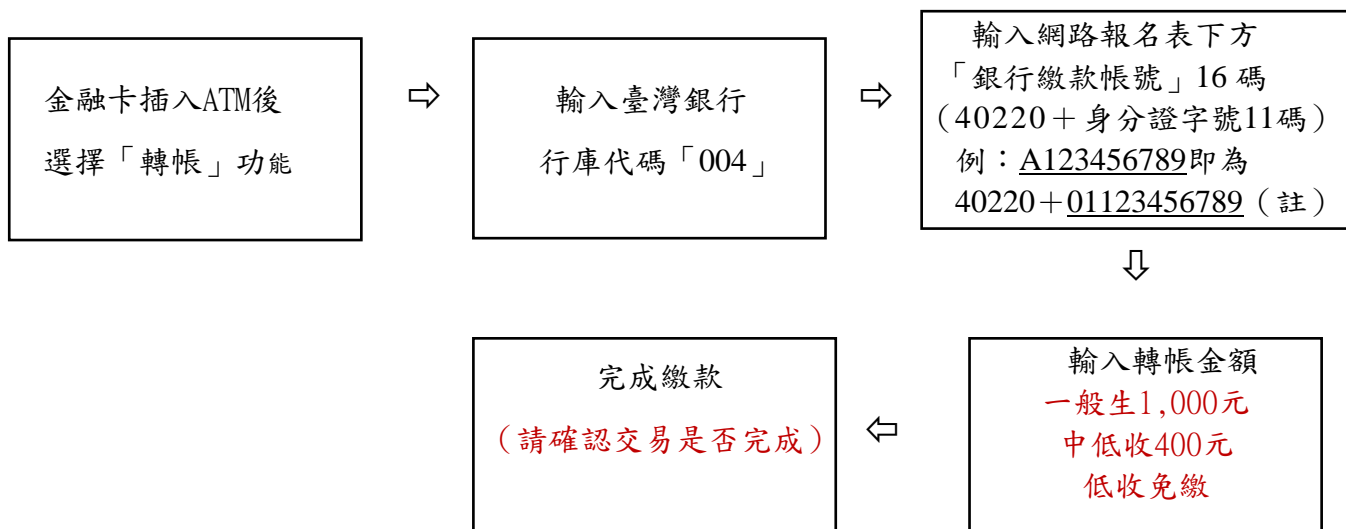 金融卡插入ATM後
選擇「轉帳」功能
⇨
輸入臺灣銀行
行庫代碼「004」
⇨
輸入網路報名表下方
「銀行繳款帳號」16 碼
（40220＋身分證字號11碼）
例：A123456789即為
40220＋01123456789（註）
⇩
輸入轉帳金額
一般生1,000元
中低收400元
低收免繳
⇦
完成繳款
（請確認交易是否完成）